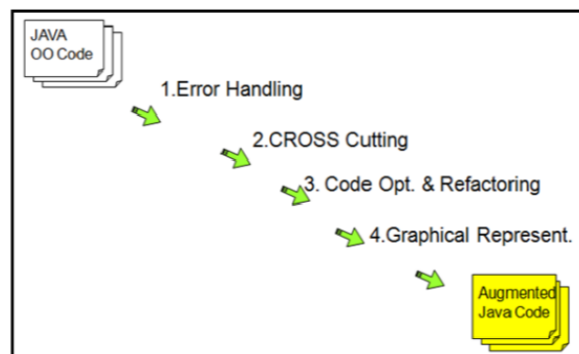 JAVA
OO Code
1.Error Handling
2.CROSS Cutting
3. Code Opt. & Refactoring
4.Graphical Represent.
Augmented
Java Code